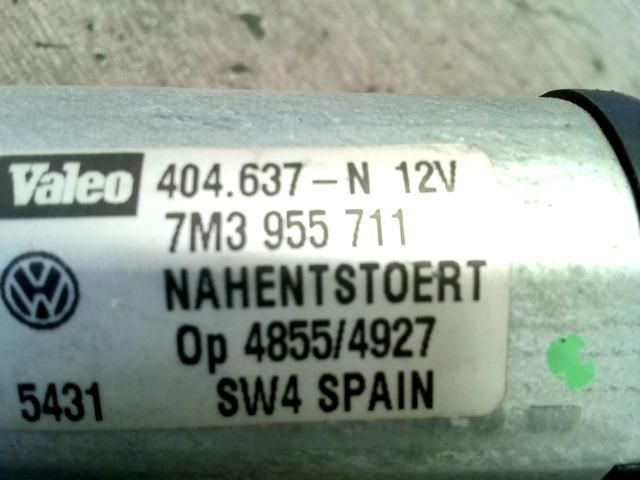 Valeo 404.637-N 12V
7M3 955 711
NAHENTSTOERT
Op 4855/4927
5431 SW4 SPAIN